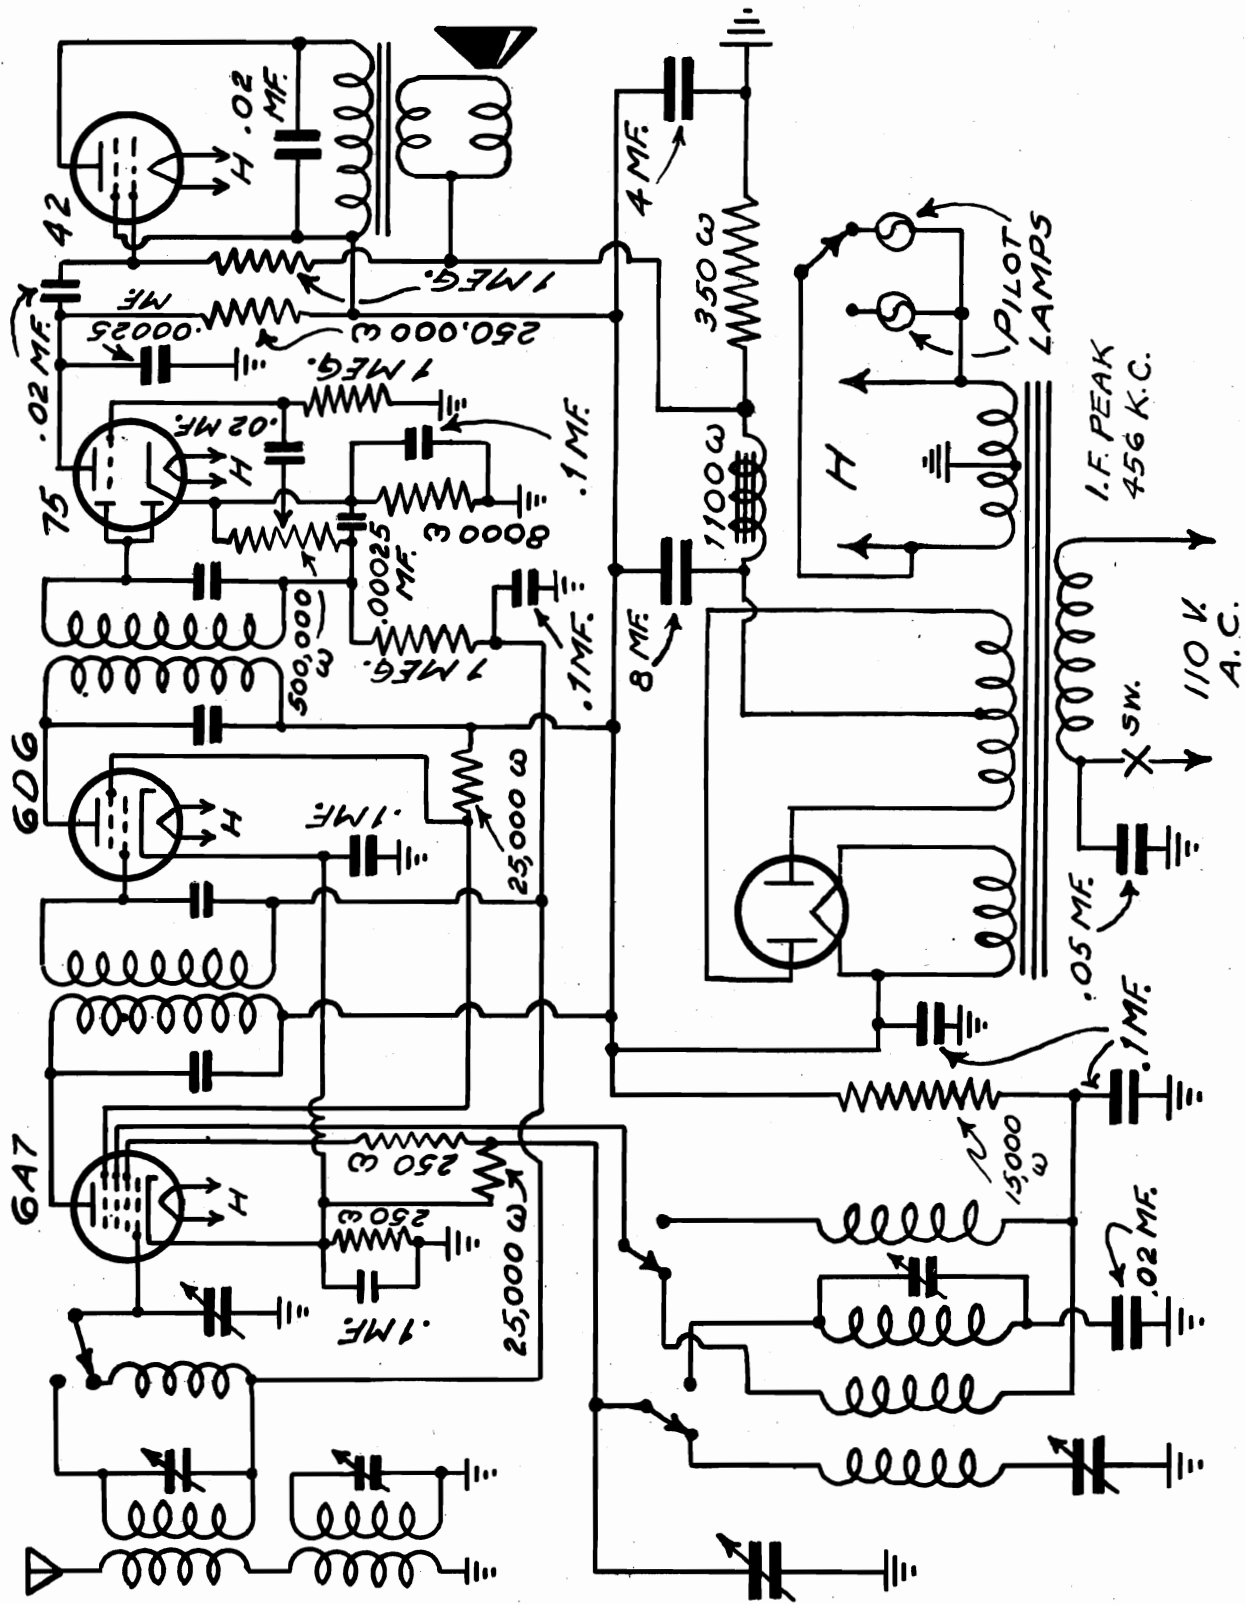 6A7
6D6
75
.02 MF.
42
H
H
H
H
.02
MF.
.00025
MF.
.02 MF.
250,000 ω
1 MEG.
1 MEG.
250 ω
250 ω
.1 MF.
25,000 ω
.1 MF.
25,000 ω
500,000
ω
1 MEG.
.00025
MF.
8000 ω
.1 MF.
.1 MF.
8 MF.
4 MF.
1100 ω
350 ω
H
PILOT
LAMPS
15,000
ω
.02 MF.
.1 MF.
.05 MF.
SW.
110 V.
A.C.
I.F. PEAK
456 K.C.